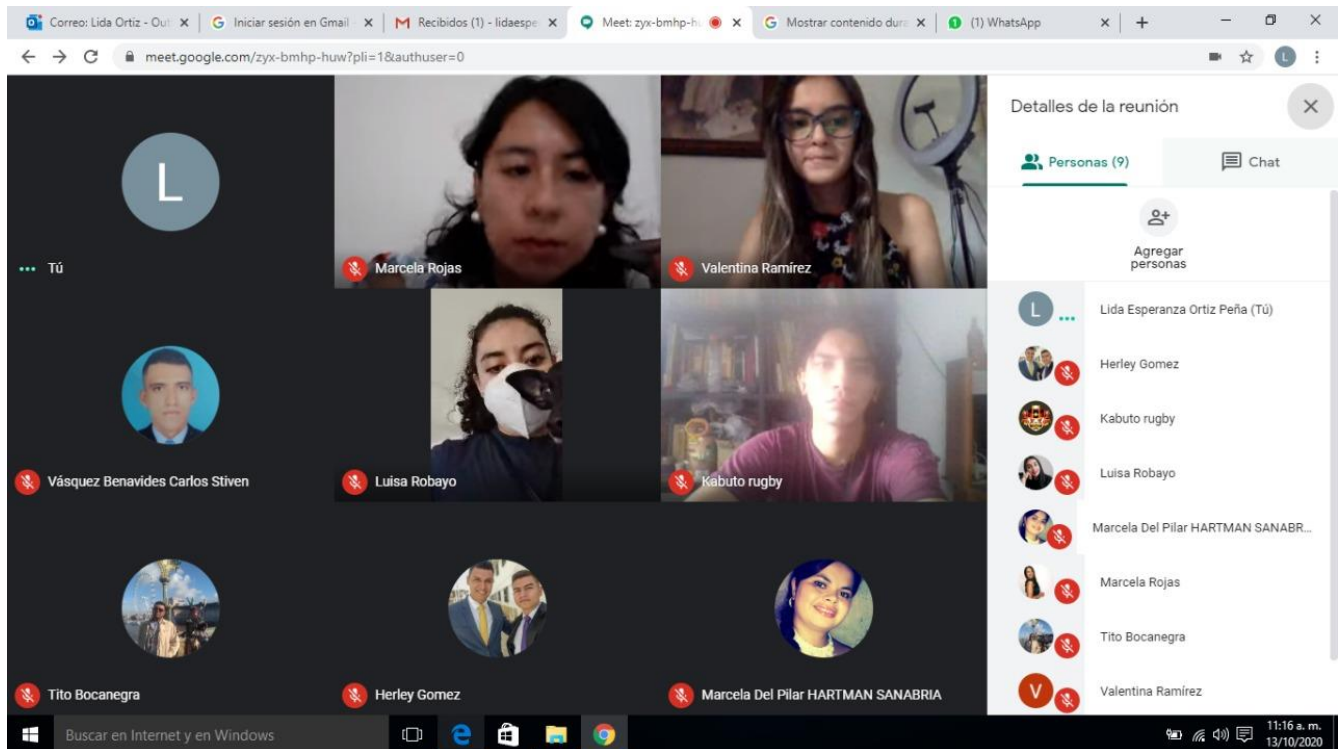 Correo: Lida Ortiz - Out
Iniciar sesión en Gmail
Recibidos (1) - lidaespe
Meet: zyx-bmhp-h
Mostrar contenido dura
(1) WhatsApp
meet.google.com/zyx-bmhp-huw?pli=1&authuser=0
L
L
Tú
Marcela Rojas
Valentina Ramírez
Vásquez Benavides Carlos Stiven
Luisa Robayo
Kabuto rugby
Tito Bocanegra
Herley Gomez
Marcela Del Pilar HARTMAN SANABRIA
Detalles de la reunión
Personas (9)
Chat
Agregar
personas
L
Lida Esperanza Ortiz Peña (Tú)
Herley Gomez
Kabuto rugby
Luisa Robayo
Marcela Del Pilar HARTMAN SANABR...
Marcela Rojas
Tito Bocanegra
V
Valentina Ramírez
Buscar en Internet y en Windows
11:16 a. m.
13/10/2020